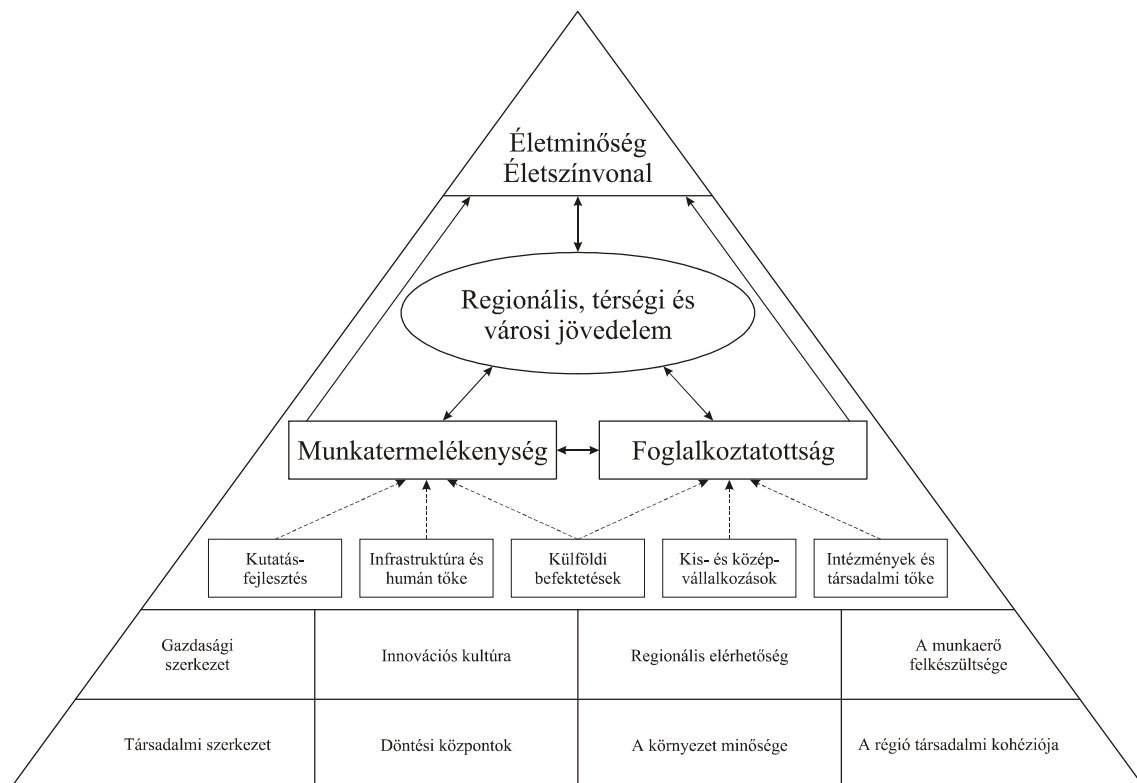 Életminőség
Életszínvonal
Regionális, térségi és
városi jövedelem
Munkatermelékenység
Foglalkoztatottság
Kutatás-
fejlesztés
Infrastruktúra és
humán tőke
Külföldi
befektetések
Kis- és közép-
vállalkozások
Intézmények és
társadalmi tőke
Gazdasági
szerkezet
Innovációs kultúra
Regionális elérhetőség
A munkaerő
felkészültsége
Társadalmi szerkezet
Döntési központok
A környezet minősége
A régió társadalmi kohéziója